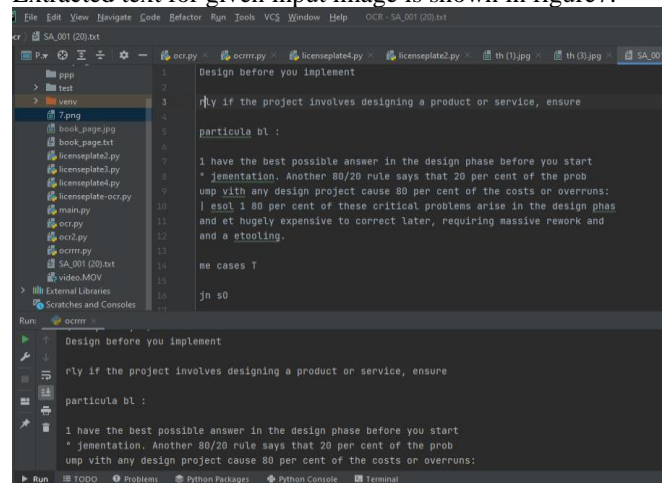 Extracted text for given input image is shown in figure7.
File Edit View Navigate Code Refactor Run Tools VCS Window Help OCR - SA_001 (20).txt
cr SA_001 (20).txt
P.. ocr.py ocrrr.py licenseplate4.py licenseplate2.py th (1).jpg th (3).jpg SA_001
ppp
test
venv
7.png
book_page.jpg
book_page.txt
licenseplate2.py
licenseplate3.py
licenseplate4.py
licenseplate-ocr.py
main.py
ocr.py
ocr2.py
ocrrr.py
SA_001 (20).txt
video.MOV
External Libraries
Scratches and Consoles
1 Design before you implement
2
3 rly if the project involves designing a product or service, ensure
4
5 particula bl :
6
7 1 have the best possible answer in the design phase before you start
8 " jementation. Another 80/20 rule says that 20 per cent of the prob
9 ump vith any design project cause 80 per cent of the costs or overruns:
10 | esol 1 80 per cent of these critical problems arise in the design phas
11 and et hugely expensive to correct later, requiring massive rework and
12 and a etooling.
13
14 me cases T
15
16 jn s0
Run: ocrrr
Design before you implement
rly if the project involves designing a product or service, ensure
particula bl :
1 have the best possible answer in the design phase before you start
" jementation. Another 80/20 rule says that 20 per cent of the prob
ump vith any design project cause 80 per cent of the costs or overruns:
Run TODO Problems Python Packages Python Console Terminal